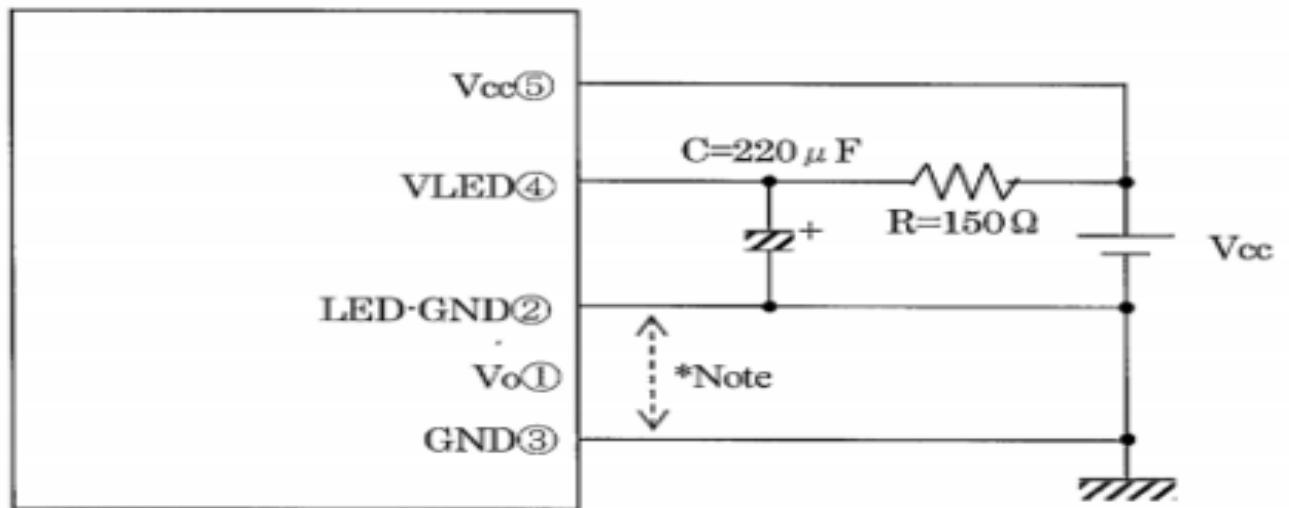 Vcc⑤
C=220μF
VLED④
+
R=150Ω
Vcc
LED·GND②
Vo①
*Note
GND③